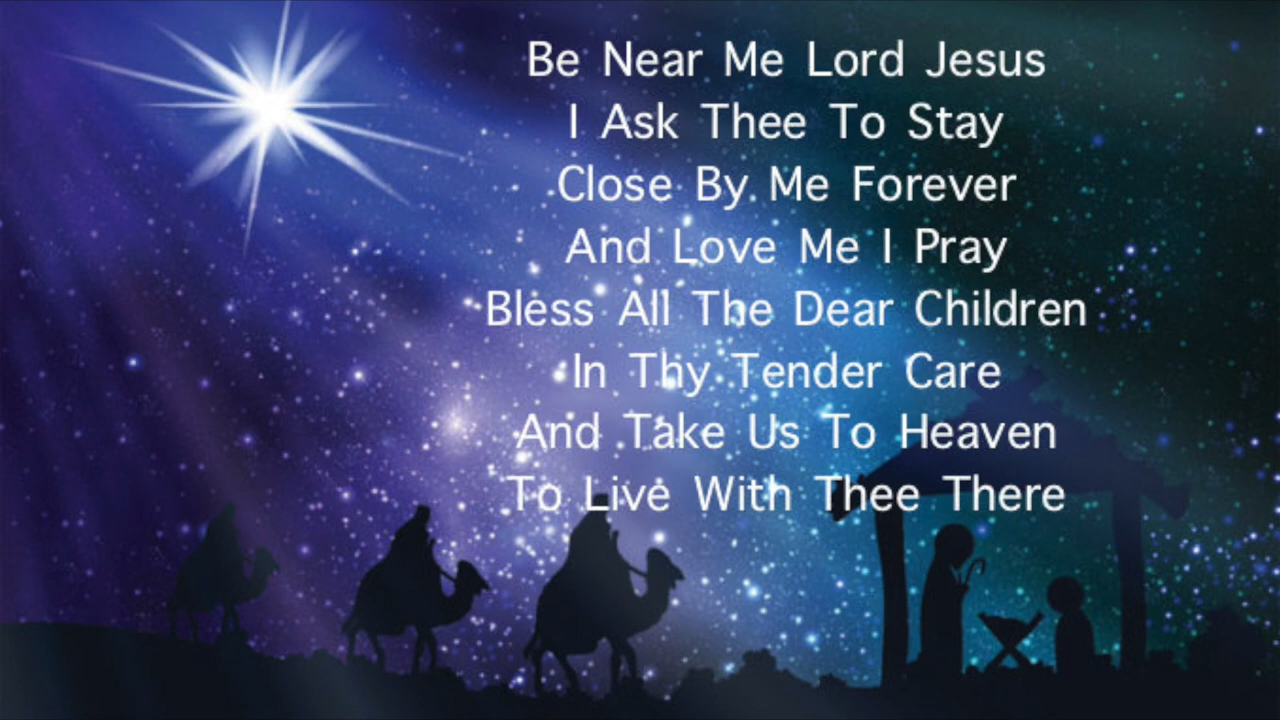 Be Near Me Lord Jesus
I Ask Thee To Stay
Close By Me Forever
And Love Me I Pray
Bless All The Dear Children
In Thy Tender Care
And Take Us To Heaven
To Live With Thee There